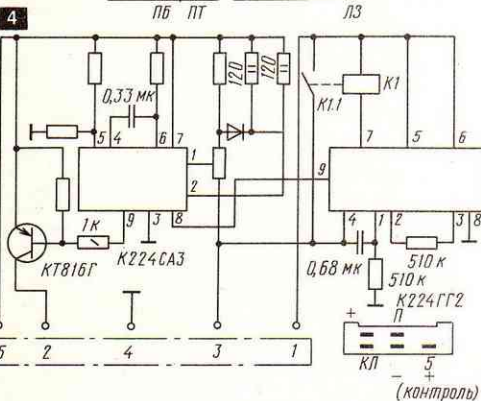 4
ПБ ПТ ЛЗ
120 120
0,33 мк
К1.1 К1
5 4 6 7
7 5 6
1
2
9
9 3 8
4 1 2 3 8
1к
КТ816Г
К224СА3
0,68 мк
510 к
510 к
К224ГГ2
5 2 4 3 1
+ П
КЛ 5
− +
(контроль)